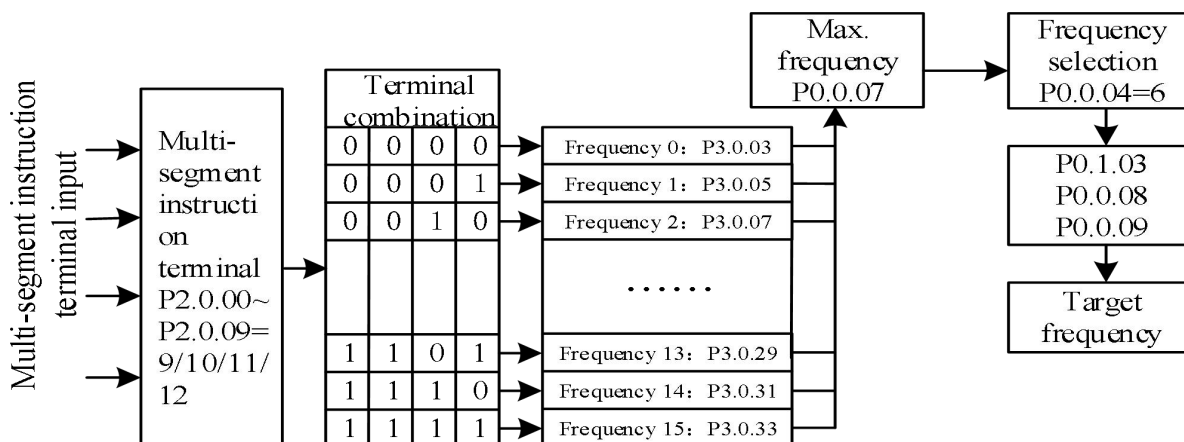 Multi-segment instruction
terminal input
Multi-
segment
instructi
on
terminal
P2.0.00~
P2.0.09=
9/10/11/
12
Terminal
combination
0 0 0 0
0 0 0 1
0 0 1 0
1 1 0 1
1 1 1 0
1 1 1 1
Frequency 0：P3.0.03
Frequency 1：P3.0.05
Frequency 2：P3.0.07
······
Frequency 13：P3.0.29
Frequency 14：P3.0.31
Frequency 15：P3.0.33
Max.
frequency
P0.0.07
Frequency
selection
P0.0.04=6
P0.1.03
P0.0.08
P0.0.09
Target
frequency